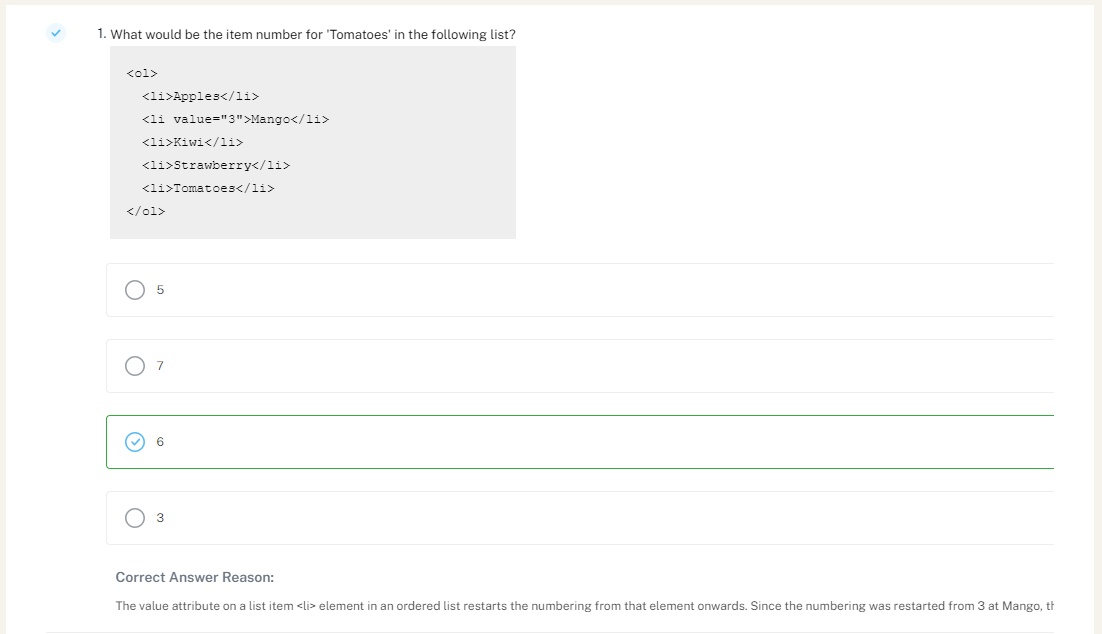 1. What would be the item number for 'Tomatoes' in the following list?
<ol>
<li>Apples</li>
<li value="3">Mango</li>
<li>Kiwi</li>
<li>Strawberry</li>
<li>Tomatoes</li>
</ol>
5
7
6
3
Correct Answer Reason:
The value attribute on a list item <li> element in an ordered list restarts the numbering from that element onwards. Since the numbering was restarted from 3 at Mango,